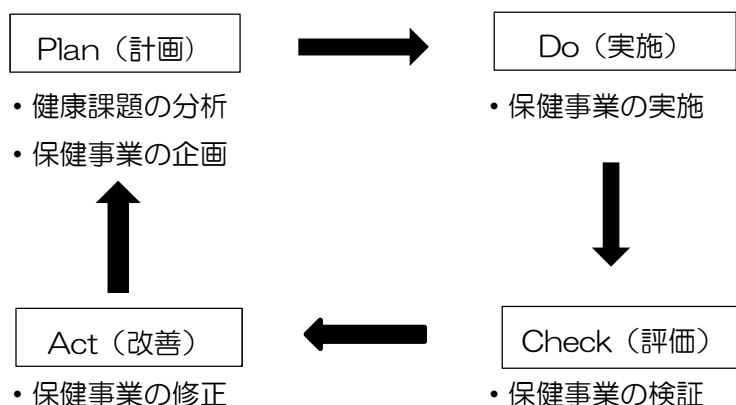 Plan（計画）
・健康課題の分析
・保健事業の企画
Do（実施）
・保健事業の実施
Act（改善）
・保健事業の修正
Check（評価）
・保健事業の検証